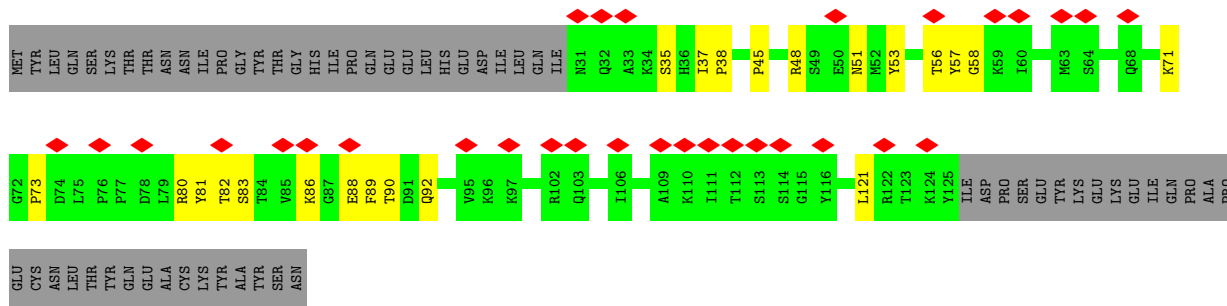 MET TYR LEU GLN SER LYS THR THR ASN ASN ILE PRO GLY TYR THR GLY HIS ILE PRO GLN GLU GLU LEU HIS GLU ASP ILE LEU GLN ILE N31 Q32 A33 K34 S35 H36 I37 P38 P45 R48 S49 E50 N51 M52 Y53 T56 Y57 G58 K59 I60 M63 S64 Q68 K71
G72 P73 D74 L75 P76 P77 D78 L79 R80 Y81 T82 S83 T84 V85 K86 G87 E88 F89 T90 D91 Q92 V95 K96 K97 R102 Q103 I106 A109 K110 I111 T112 S113 S114 G115 Y116 L121 R122 T123 K124 Y125 ILE ASP PRO SER GLU TYR LYS GLU LYS GLU ILE GLN PRO ALA PRO
GLU CYS ASN LEU THR TYR GLN GLU ALA CYS LYS TYR ALA TYR SER ASN